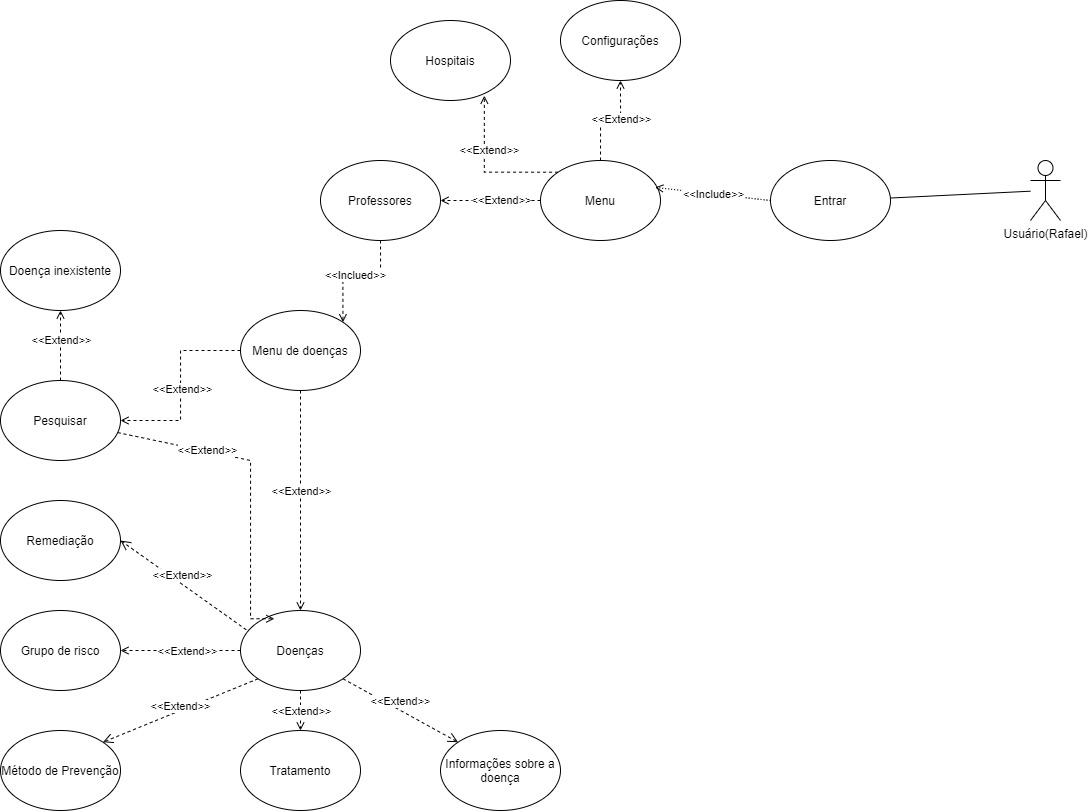 Configurações
Hospitais
<<Extend>>
<<Extend>>
Professores
<<Extend>>
Menu
<<Include>>
Entrar
Usuário(Rafael)
<<Inclued>>
Doença inexistente
<<Extend>>
Menu de doenças
<<Extend>>
Pesquisar
<<Extend>>
<<Extend>>
Remediação
<<Extend>>
Grupo de risco
<<Extend>>
Doenças
<<Extend>>
<<Extend>>
<<Extend>>
Método de Prevenção
Tratamento
Informações sobre a
doença